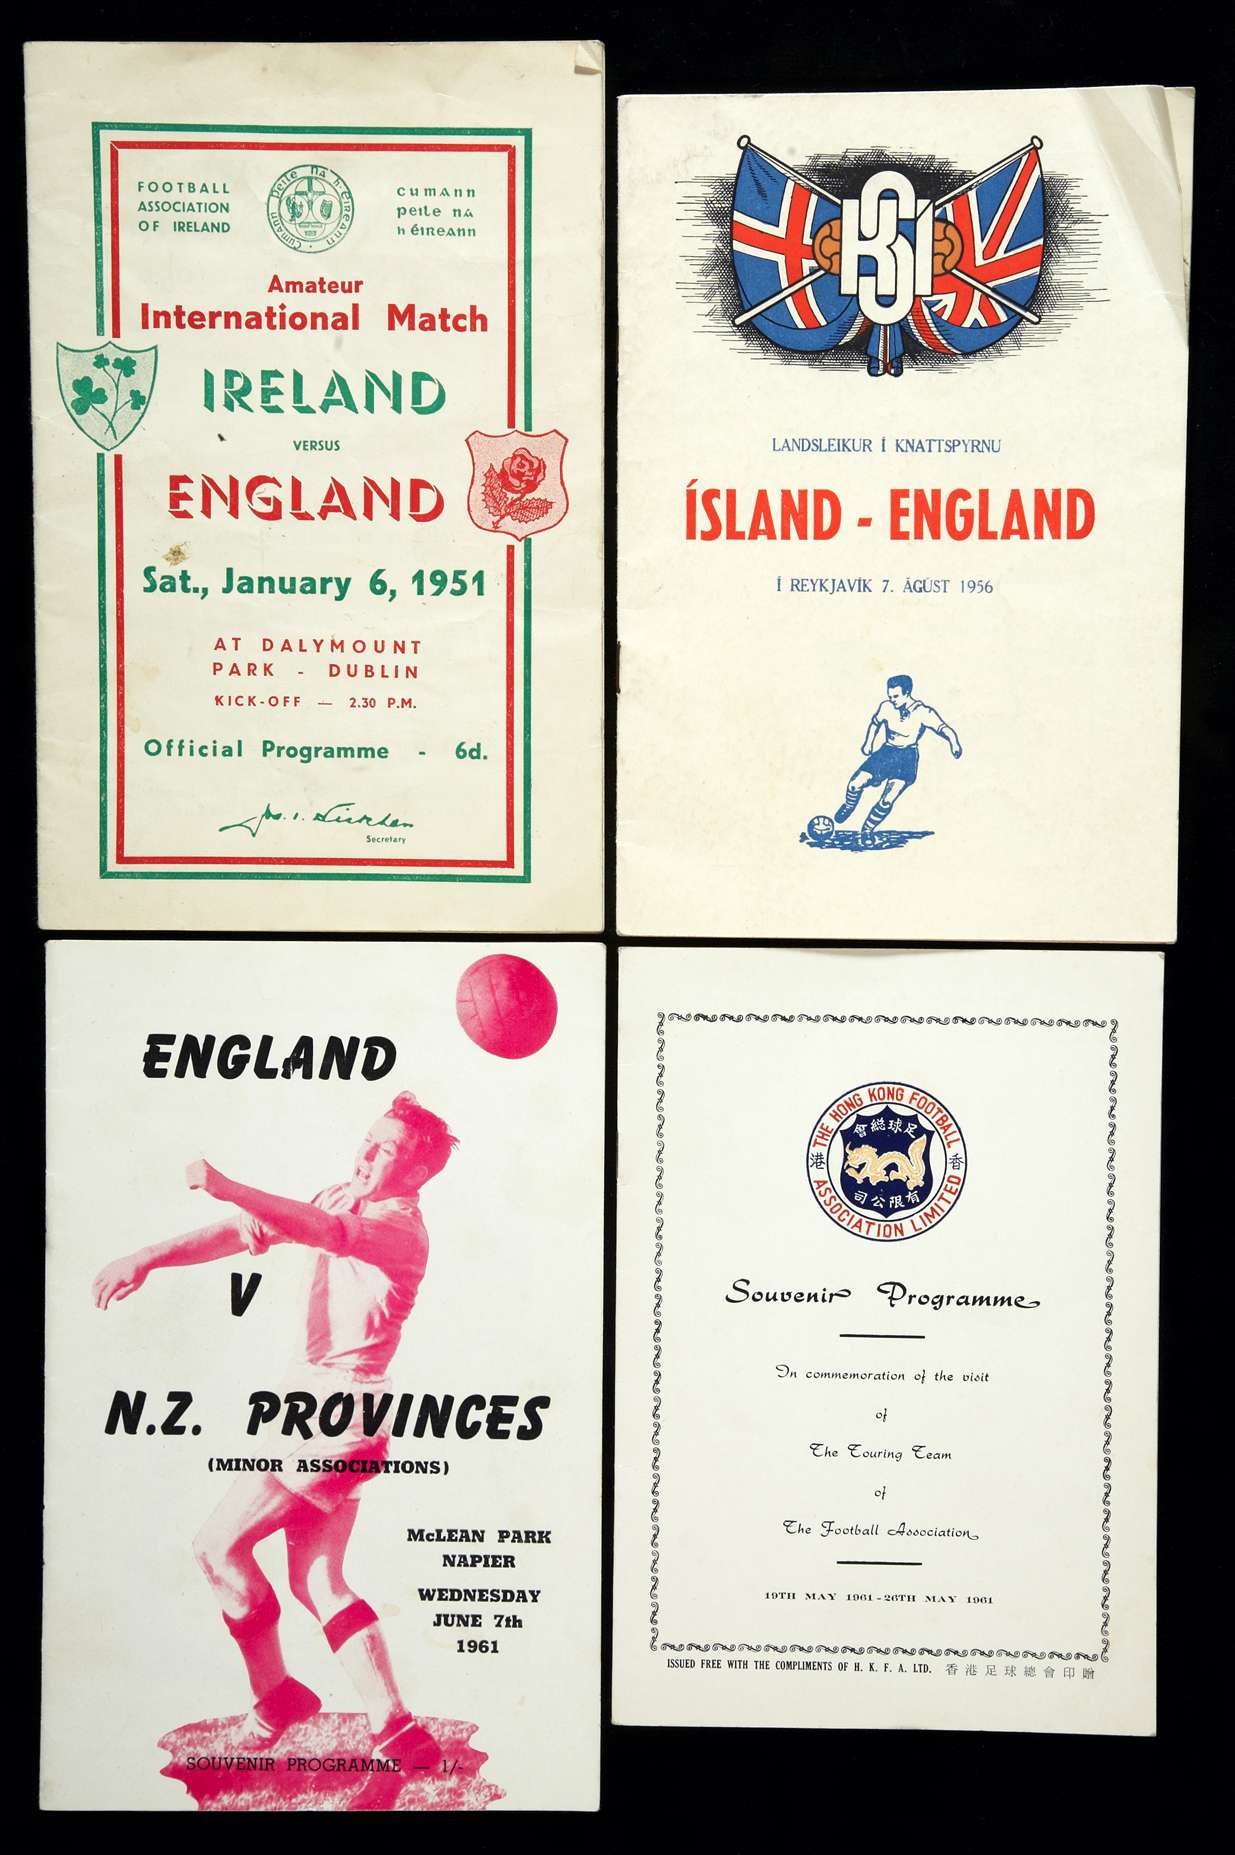 FOOTBALL
ASSOCIATION
OF IRELAND
Cumann Peile na h-Éireann
cumann
peile na
h éireann
Amateur
International Match
IRELAND
VERSUS
ENGLAND
Sat., January 6, 1951
AT DALYMOUNT
PARK - DUBLIN
KICK-OFF — 2.30 P.M.
Official Programme - 6d.
Secretary
KSÍ
LANDSLEIKUR Í KNATTSPYRNU
ÍSLAND - ENGLAND
Í REYKJAVÍK 7. ÁGÚST 1956
ENGLAND
V
N.Z. PROVINCES
(MINOR ASSOCIATIONS)
McLEAN PARK
NAPIER
WEDNESDAY
JUNE 7th
1961
SOUVENIR PROGRAMME — 1/-
THE HONG KONG FOOTBALL
會總球足
港 香
司公限有
ASSOCIATION LIMITED
Souvenir Programme
In commemoration of the visit
of
The Touring Team
of
The Football Association
19TH MAY 1961 - 26TH MAY 1961
ISSUED FREE WITH THE COMPLIMENTS OF H. K. F. A. LTD. 香港足球總會印贈